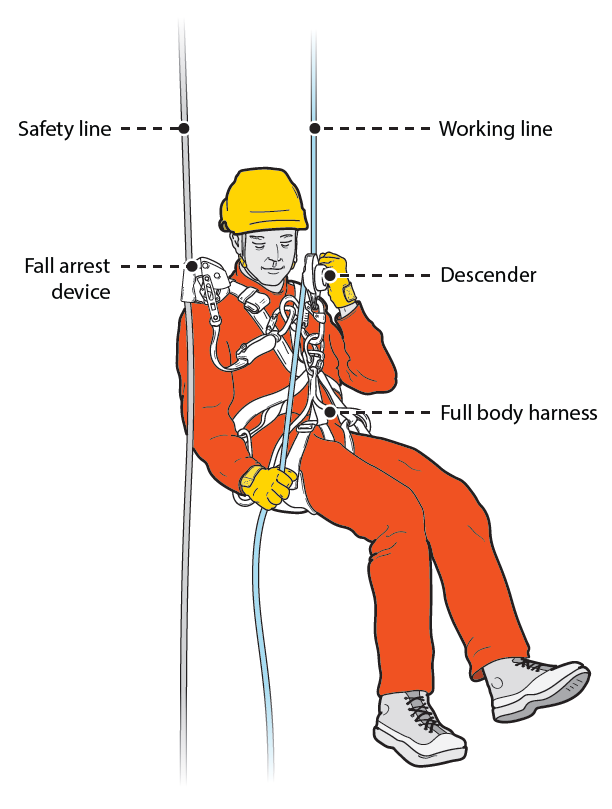 Safety line
Working line
Fall arrest
device
Descender
Full body harness